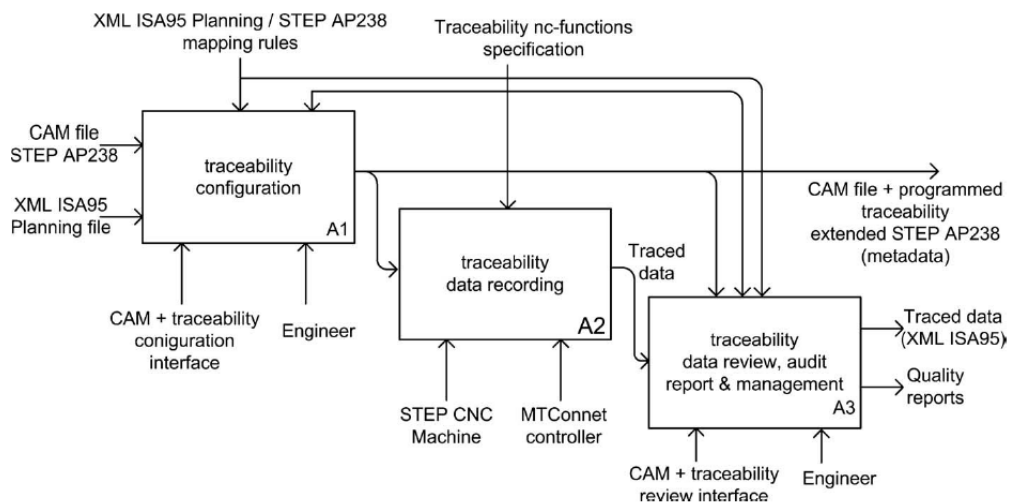 XML ISA95 Planning / STEP AP238
mapping rules
Traceability nc-functions
specification
CAM file
STEP AP238
XML ISA95
Planning file
traceability
configuration
A1
CAM file + programmed
traceability
extended STEP AP238
(metadata)
traceability
data recording
A2
Traced
data
CAM + traceability
coniguration
interface
Engineer
traceability
data review, audit
report & management
A3
Traced data
(XML ISA95)
Quality
reports
STEP CNC
Machine
MTConnet
controller
CAM + traceability
review interface
Engineer